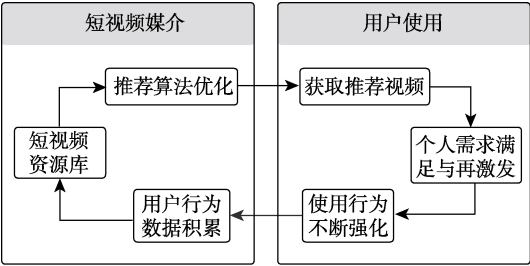 短视频媒介
用户使用
推荐算法优化
获取推荐视频
短视频
资源库
个人需求满
足与再激发
用户行为
数据积累
使用行为
不断强化